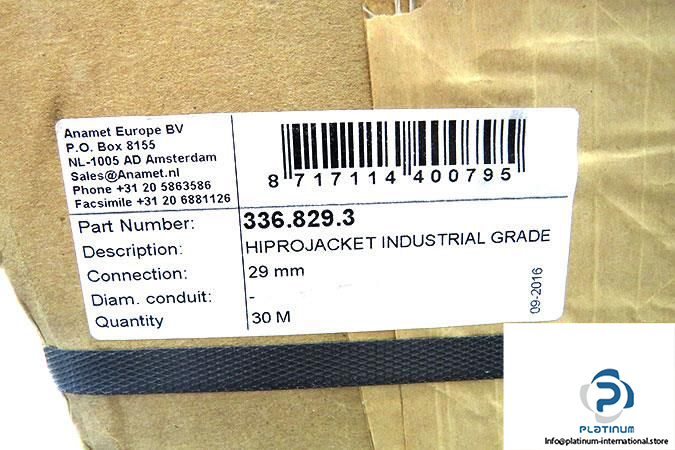 Anamet Europe BV
P.O. Box 8155
NL-1005 AD Amsterdam
Sales@Anamet.nl
Phone +31 20 5863586
Facsimile +31 20 6881126
8 717114 400795
Part Number: 336.829.3
Description: HIPROJACKET INDUSTRIAL GRADE
Connection: 29 mm
Diam. conduit: -
Quantity 30 M
09-2016
PLATINUM
Info@platinum-international.store